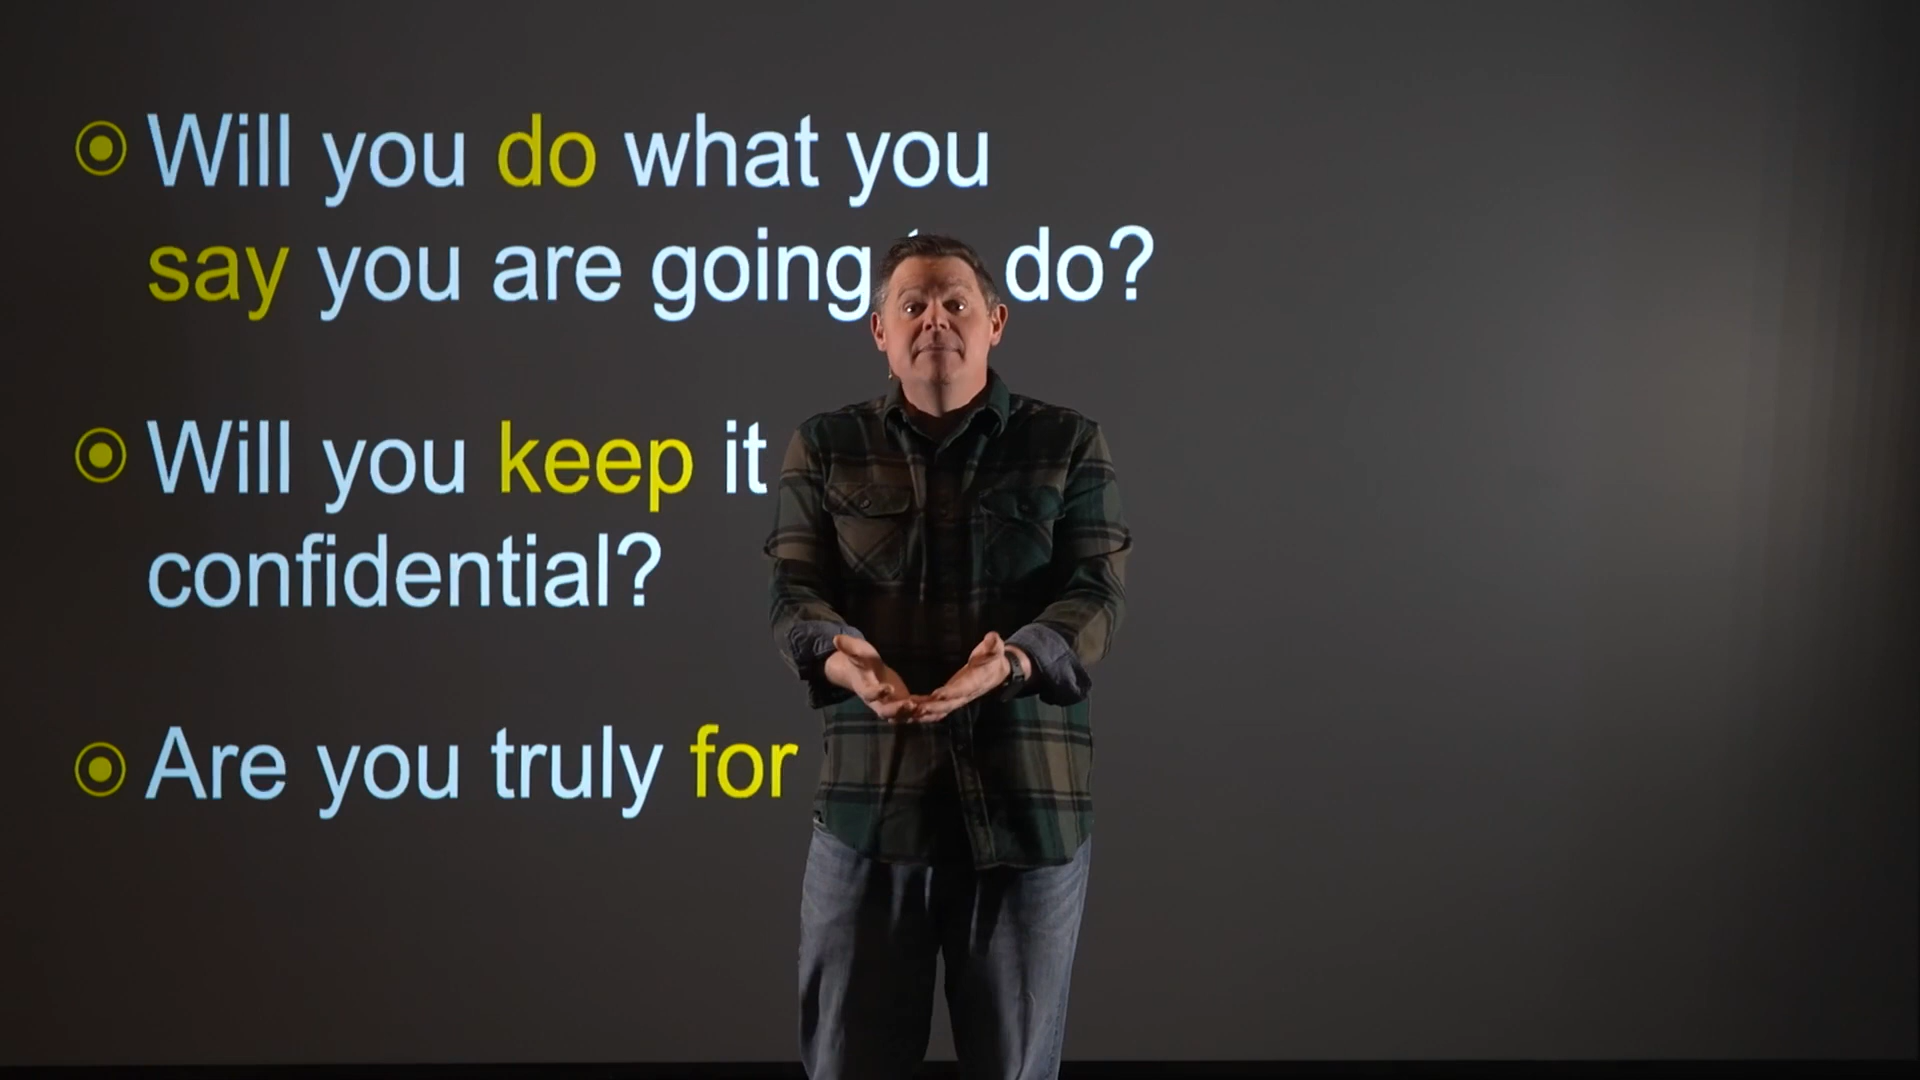 Will you do what you
say you are going do?
Will you keep it
confidential?
Are you truly for